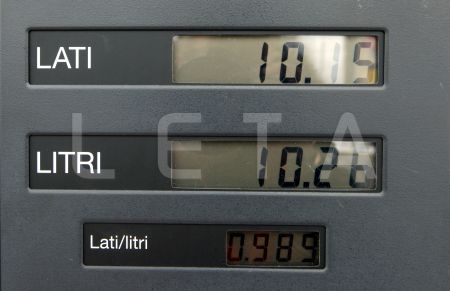 LATI 10.15
LETA
LITRI 10.26
Lati/litri 0.989